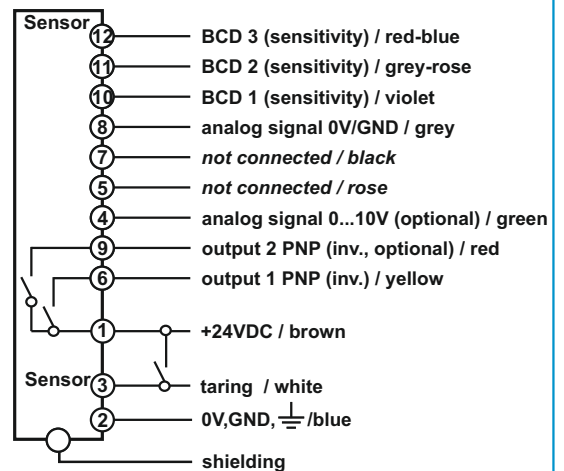 Sensor
12 BCD 3 (sensitivity) / red-blue
11 BCD 2 (sensitivity) / grey-rose
10 BCD 1 (sensitivity) / violet
8 analog signal 0V/GND / grey
7 not connected / black
5 not connected / rose
4 analog signal 0...10V (optional) / green
9 output 2 PNP (inv., optional) / red
6 output 1 PNP (inv.) / yellow
1 +24VDC / brown
Sensor 3 taring / white
2 0V,GND, ⏚/blue
shielding